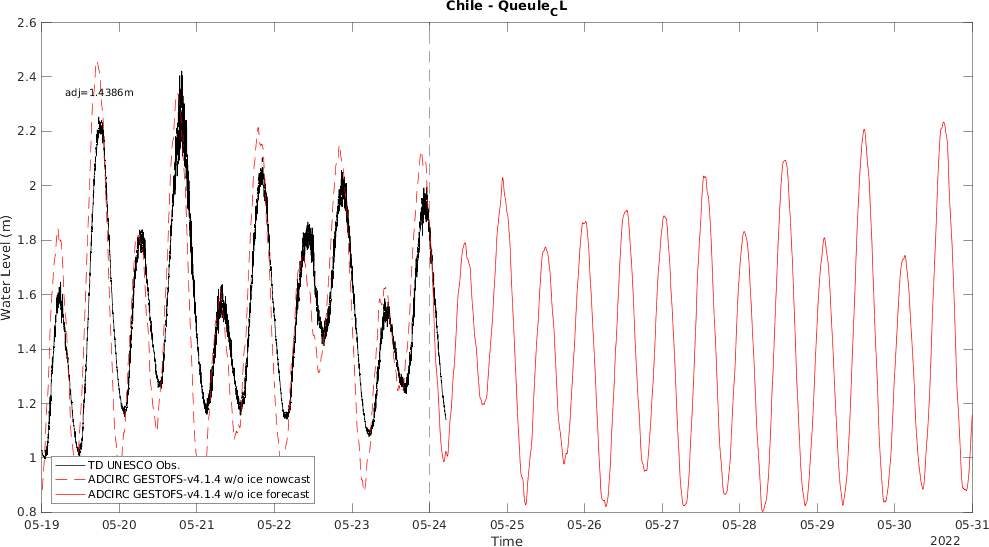 Chile - Queule_CL
2.6
2.4
2.2
2
1.8
1.6
1.4
1.2
1
0.8
Water Level (m)
adj=1.4386m
TD UNESCO Obs.
ADCIRC GESTOFS-v4.1.4 w/o ice nowcast
ADCIRC GESTOFS-v4.1.4 w/o ice forecast
05-19 05-20 05-21 05-22 05-23 05-24 05-25 05-26 05-27 05-28 05-29 05-30 05-31
Time
2022